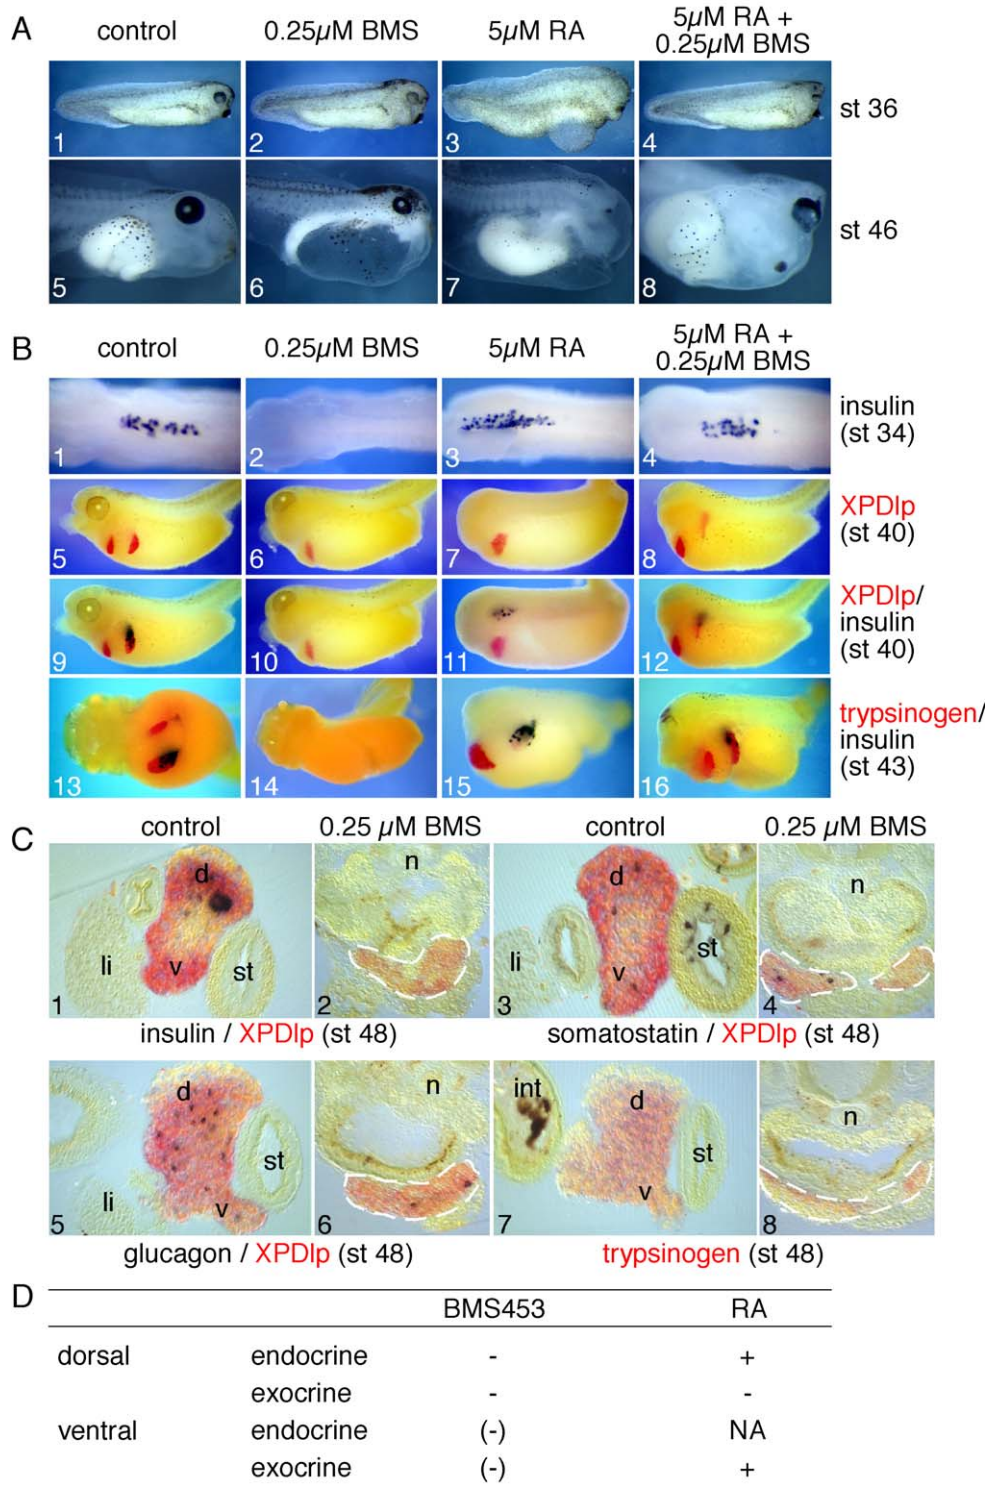 A
control
0.25µM BMS
5µM RA
5µM RA +
0.25µM BMS
1
2
3
4
st 36
5
6
7
8
st 46
B
control
0.25µM BMS
5µM RA
5µM RA +
0.25µM BMS
1
2
3
4
insulin
(st 34)
5
6
7
8
XPDIp
(st 40)
9
10
11
12
XPDIp/
insulin
(st 40)
13
14
15
16
trypsinogen/
insulin
(st 43)
C
control
0.25 µM BMS
control
0.25 µM BMS
d
li
v
st
1
n
2
d
li
v
st
3
n
4
insulin / XPDIp (st 48)
somatostatin / XPDIp (st 48)
d
li
v
st
5
n
6
int
d
v
st
7
n
8
glucagon / XPDIp (st 48)
trypsinogen (st 48)
D
BMS453 RA
dorsal endocrine - +
exocrine - -
ventral endocrine (-) NA
exocrine (-) +